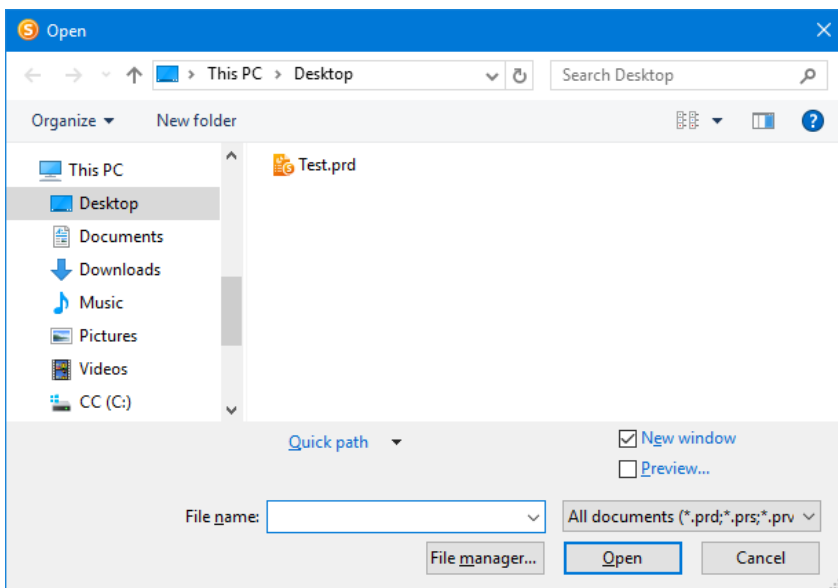 Open
This PC > Desktop
Search Desktop
Organize
New folder
This PC
Desktop
Documents
Downloads
Music
Pictures
Videos
CC (C:)
Test.prd
Quick path
New window
Preview...
File name:
All documents (*.prd;*.prs;*.prv
File manager...
Open
Cancel